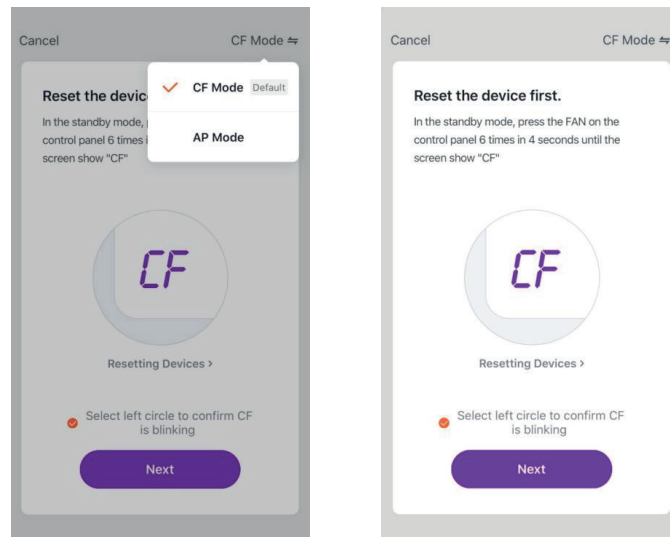 Cancel
CF Mode ⇋
CF Mode Default
AP Mode
Reset the devic
In the standby mode,
control panel 6 times i
screen show "CF"
CF
Resetting Devices >
Select left circle to confirm CF
is blinking
Next
Cancel
CF Mode ⇋
Reset the device first.
In the standby mode, press the FAN on the
control panel 6 times in 4 seconds until the
screen show "CF"
CF
Resetting Devices >
Select left circle to confirm CF
is blinking
Next